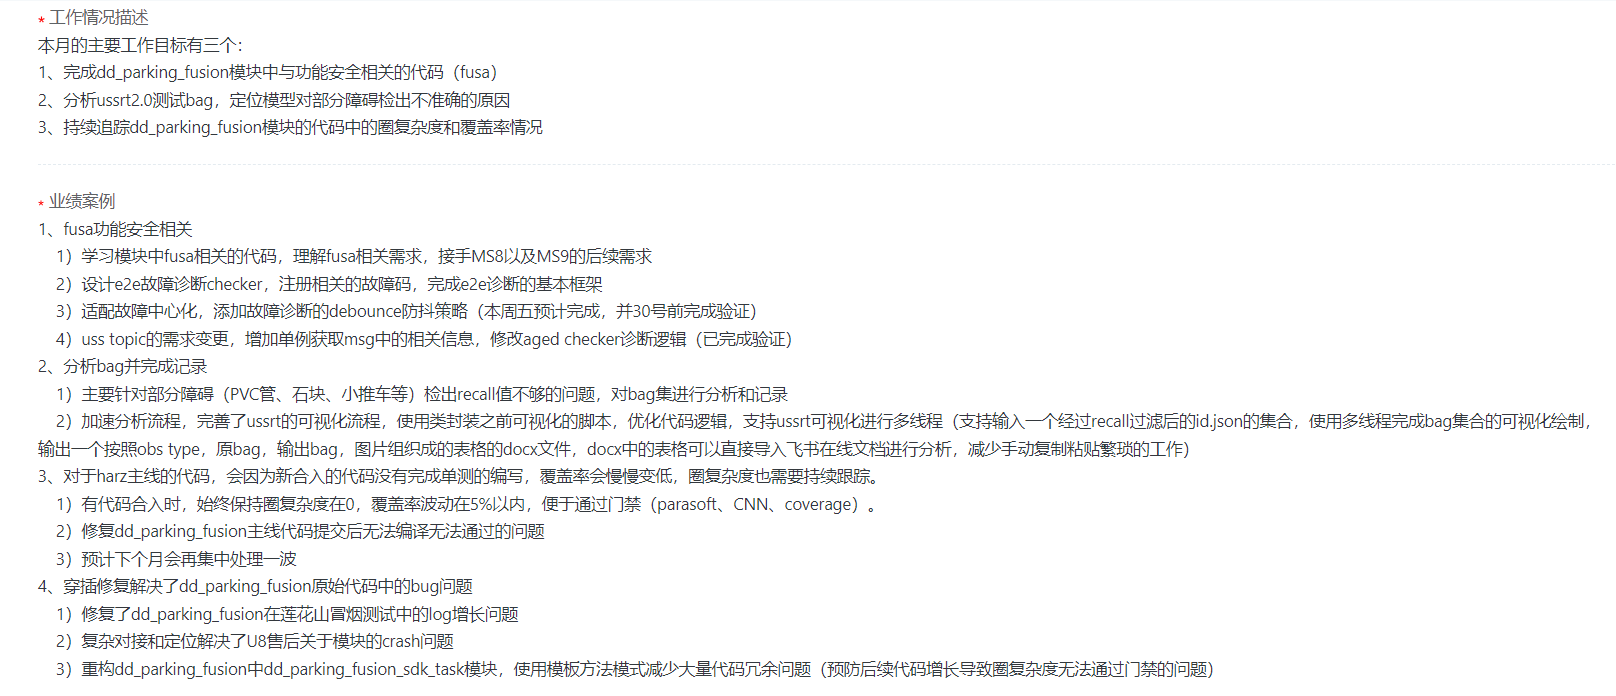 * 工作情况描述
本月的主要工作目标有三个：
1、完成dd_parking_fusion模块中与功能安全相关的代码（fusa）
2、分析ussrt2.0测试bag，定位模型对部分障碍检出不准确的原因
3、持续追踪dd_parking_fusion模块的代码中的圈复杂度和覆盖率情况
* 业绩案例
1、fusa功能安全相关
1）学习模块中fusa相关的代码，理解fusa相关需求，接手MS8以及MS9的后续需求
2）设计e2e故障诊断checker，注册相关的故障码，完成e2e诊断的基本框架
3）适配故障中心化，添加故障诊断的debounce防抖策略（本周五预计完成，并30号前完成验证）
4）uss topic的需求变更，增加单例获取msg中的相关信息，修改aged checker诊断逻辑（已完成验证）
2、分析bag并完成记录
1）主要针对部分障碍（PVC管、石块、小推车等）检出recall值不够的问题，对bag集进行分析和记录
2）加速分析流程，完善了ussrt的可视化流程，使用类封装之前可视化的脚本，优化代码逻辑，支持ussrt可视化进行多线程（支持输入一个经过recall过滤后的id.json的集合，使用多线程完成bag集合的可视化绘制，
输出一个按照obs type，原bag，输出bag，图片组织成的表格的docx文件，docx中的表格可以直接导入飞书在线文档进行分析，减少手动复制粘贴繁琐的工作）
3、对于harz主线的代码，会因为新合入的代码没有完成单测的编写，覆盖率会慢慢变低，圈复杂度也需要持续跟踪。
1）有代码合入时，始终保持圈复杂度在0，覆盖率波动在5%以内，便于通过门禁（parasoft、CNN、coverage）。
2）修复dd_parking_fusion主线代码提交后无法编译无法通过的问题
3）预计下个月会再集中处理一波
4、穿插修复解决了dd_parking_fusion原始代码中的bug问题
1）修复了dd_parking_fusion在莲花山冒烟测试中的log增长问题
2）复杂对接和定位解决了U8售后关于模块的crash问题
3）重构dd_parking_fusion中dd_parking_fusion_sdk_task模块，使用模板方法模式减少大量代码冗余问题（预防后续代码增长导致圈复杂度无法通过门禁的问题）